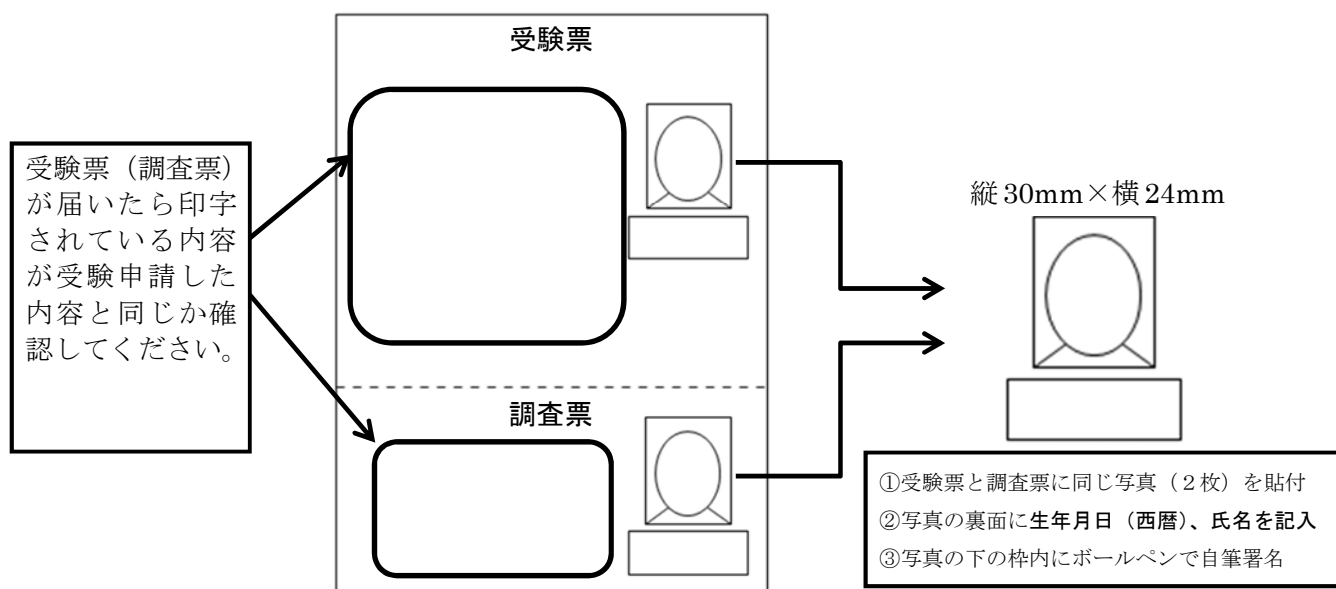 受験票
受験票（調査票）
が届いたら印字
されている内容
が受験申請した
内容と同じか確
認してください。
縦30mm×横24mm
調査票
①受験票と調査票に同じ写真（２枚）を貼付
②写真の裏面に生年月日（西暦）、氏名を記入
③写真の下の枠内にボールペンで自筆署名